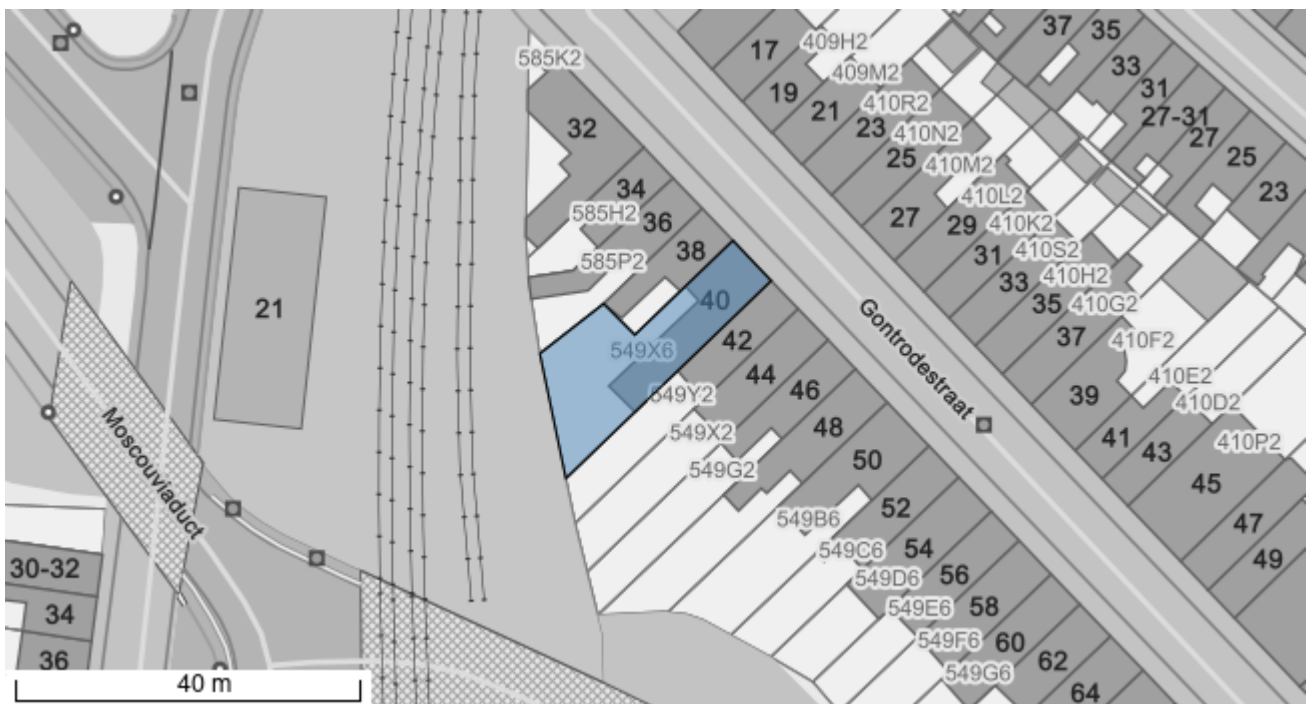 585K2
17
409H2
37
35
409M2
33
19
410R2
31
21
27-31
32
23
410N2
27
25
25
410M2
23
34
410L2
585H2
36
27
29
410K2
31
410S2
38
585P2
33
410H2
40
35
410G2
21
Gontrodestraat
42
37
410F2
549X6
44
410E2
46
39
410D2
549Y2
48
41
43
410P2
549X2
50
549G2
45
Moscouviaduct
52
47
549B6
54
49
549C6
30-32
56
549D6
34
58
549E6
60
549F6
36
62
549G6
64
40 m